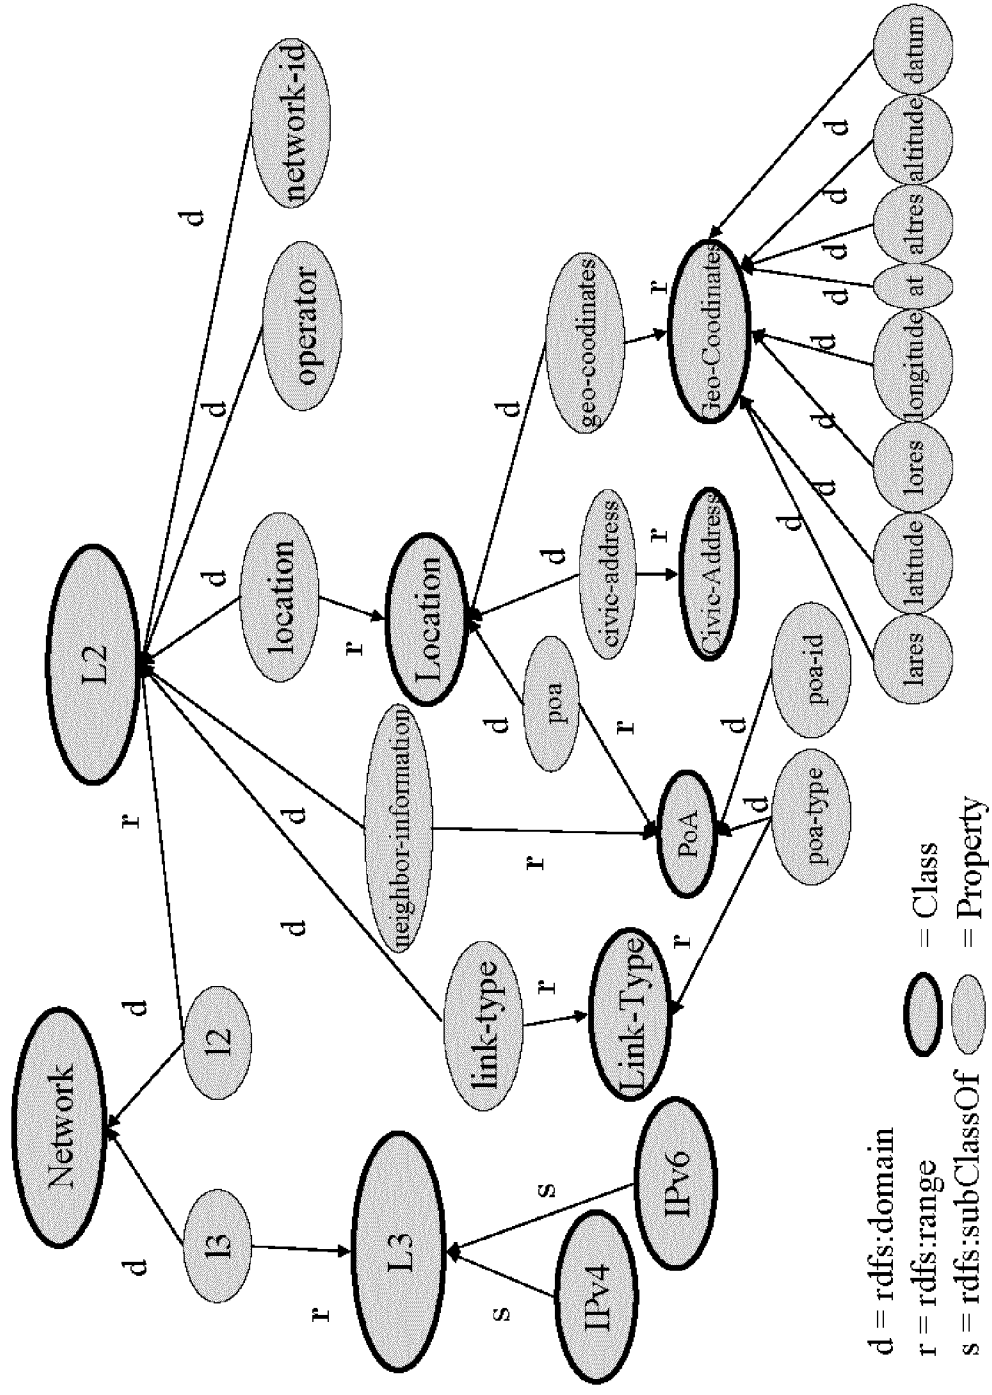 Network
L2
d
l3
d
l2
r
d
d
d
d
d
operator
network-id
location
r
r
L3
link-type
neighbor-information
Location
d
r
r
d
poa
d
civic-address
d
geo-coodinates
s
s
IPv4
IPv6
Link-Type
r
PoA
r
r
Civic-Address
r
Geo-Coodinates
d
d
poa-type
poa-id
d
d
d
d
d
d
d
d
lares
latitude
lores
longitude
at
altres
altitude
datum
d = rdfs:domain
r = rdfs:range
= Class
s = rdfs:subClassOf
= Property